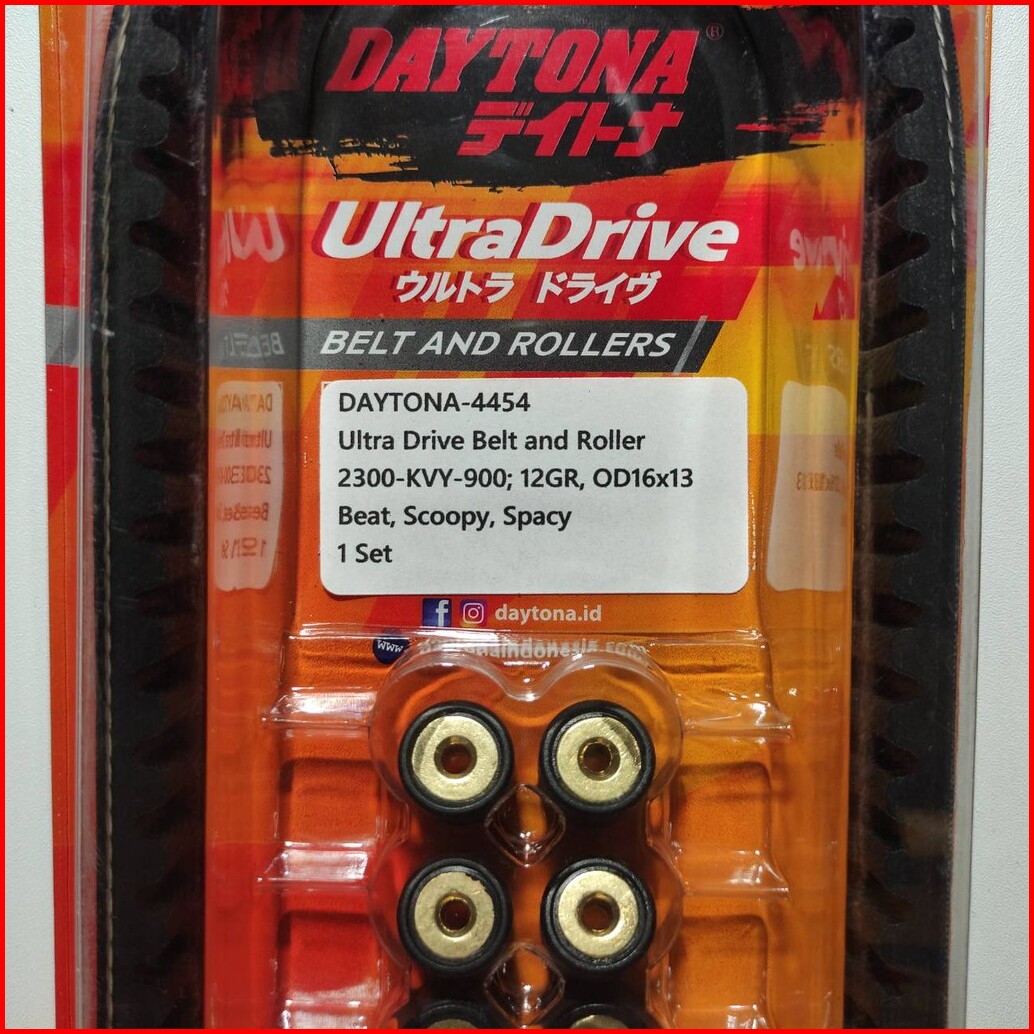 DAYTONA®
デイトナ
UltraDrive
ウルトラ ドライヴ
BELT AND ROLLERS
DAYTONA-4454
Ultra Drive Belt and Roller
2300-KVY-900; 12GR, OD16x13
Beat, Scoopy, Spacy
1 Set
daytona.id
www